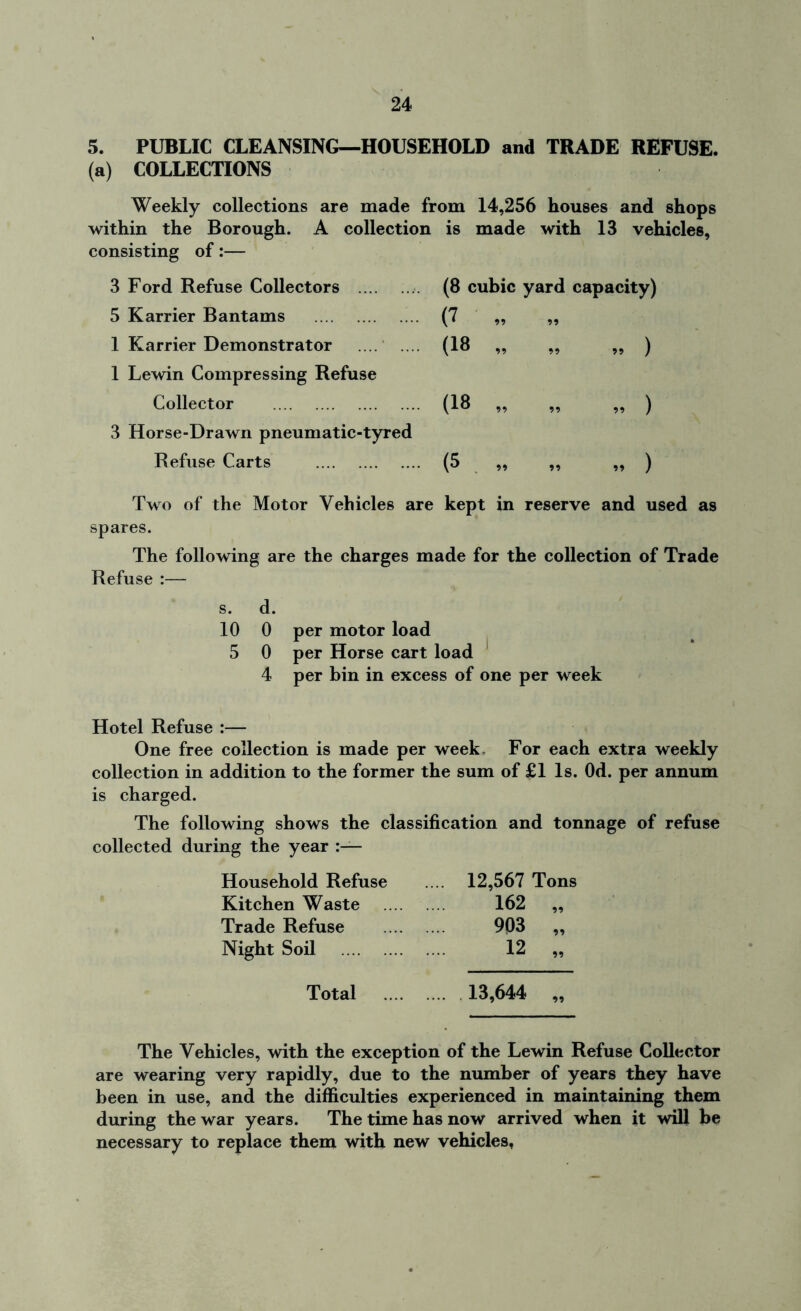 24
5. PUBLIC CLEANSING—HOUSEHOLD and TRADE REFUSE.
(a) COLLECTIONS
Weekly collections are made from 14,256 houses and shops
within the Borough. A collection is made with 13 vehicles,
consisting of :—
3 Ford Refuse Collectors .... .... (8 cubic yard capacity)
5 Karrier Bantams .... .... .... (7 „ „
1 Karrier Demonstrator .... .... (18 „ „ „ )
1 Lewin Compressing Refuse
Collector .... .... .... .... (18 „ „ „ )
3 Horse-Drawn pneumatic-tyred
Refuse Carts .... .... .... (5 „ „ „ )
Two of the Motor Vehicles are kept in reserve and used as
spares.
The following are the charges made for the collection of Trade
Refuse :—
s. d.
10 0 per motor load
5 0 per Horse cart load
4 per bin in excess of one per week
Hotel Refuse :—
One free collection is made per week. For each extra weekly
collection in addition to the former the sum of £1 1s. 0d. per annum
is charged.
The following shows the classification and tonnage of refuse
collected during the year :—
Household Refuse .... 12,567 Tons
Kitchen Waste .... .... 162 „
Trade Refuse .... .... 903 „
Night Soil .... .... .... 12 „
Total .... .... 13,644 „
The Vehicles, with the exception of the Lewin Refuse Collector
are wearing very rapidly, due to the number of years they have
been in use, and the difficulties experienced in maintaining them
during the war years. The time has now arrived when it will be
necessary to replace them with new vehicles,